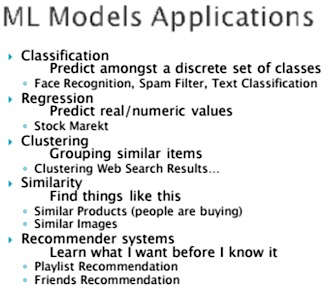 ML Models Applications
Classification
Predict amongst a discrete set of classes
Face Recognition, Spam Filter, Text Classification
Regression
Predict real/numeric values
Stock Marekt
Clustering
Grouping similar items
Clustering Web Search Results...
Similarity
Find things like this
Similar Products (people are buying)
Similar Images
Recommender systems
Learn what I want before I know it
Playlist Recommendation
Friends Recommendation